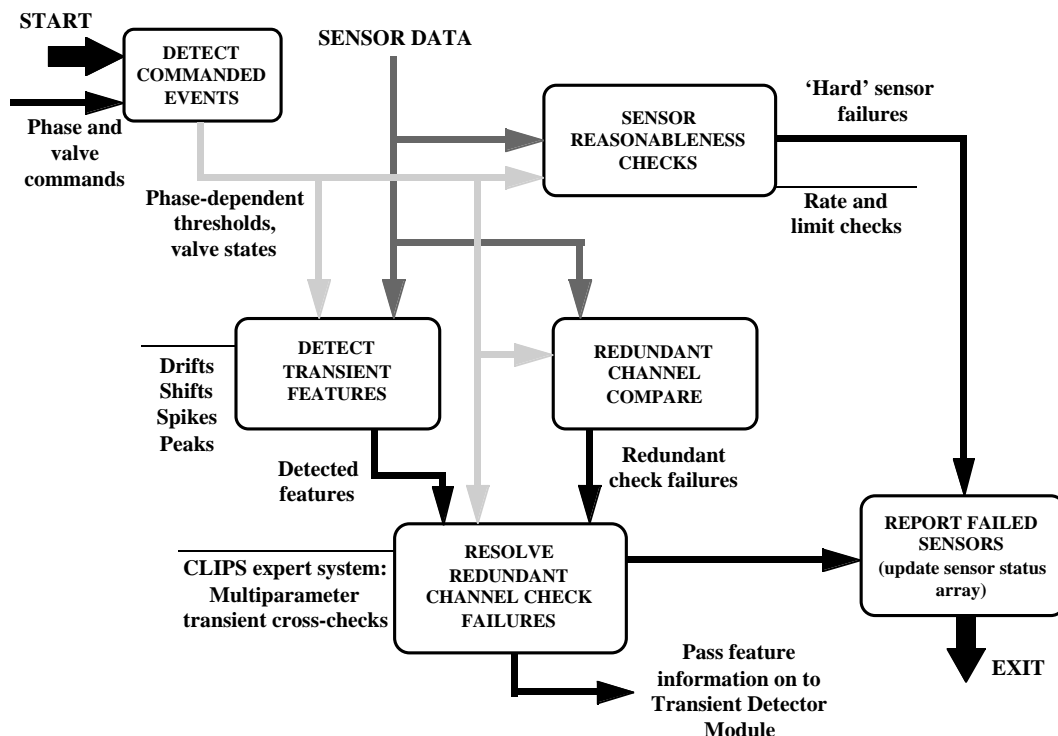 START
DETECT
COMMANDED
EVENTS
Phase and
valve
commands
SENSOR DATA
SENSOR
REASONABLENESS
CHECKS
‘Hard’ sensor
failures
Rate and
limit checks
Phase-dependent
thresholds,
valve states
DETECT
TRANSIENT
FEATURES
Drifts
Shifts
Spikes
Peaks
REDUNDANT
CHANNEL
COMPARE
Detected
features
Redundant
check failures
RESOLVE
REDUNDANT
CHANNEL CHECK
FAILURES
CLIPS expert system:
Multiparameter
transient cross-checks
REPORT FAILED
SENSORS
(update sensor status
array)
EXIT
Pass feature
information on to
Transient Detector
Module